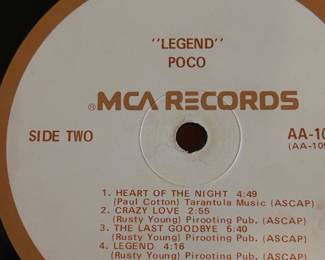 "LEGEND"
POCO
®MCA RECORDS
SIDE TWO
AA-10
(AA-109
1. HEART OF THE NIGHT 4:49
(Paul Cotton) Tarantula Music (ASCAP)
2. CRAZY LOVE 2:55
(Rusty Young) Pirooting Pub. (ASCAP)
3. THE LAST GOODBYE 5:40
(Rusty Young) Pirooting Pub. (ASCAP)
4. LEGEND 4:16
(Rusty Young) Pirooting Pub. (ASCAP)